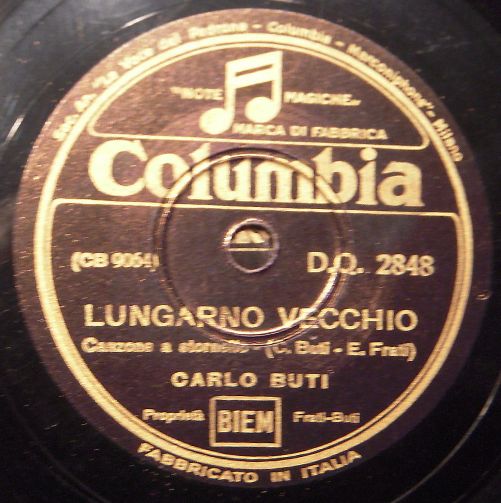 Soc. An. "La Voce del Padrone - Columbia - Marconiphone" - Milano
"NOTE MAGICHE"
MARCA DI FABBRICA
Columbia
(CB 9054) D.Q. 2848
LUNGARNO VECCHIO
Canzone a stornello - (C. Buti - E. Frati)
CARLO BUTI
Proprietà BIEM Frati-Buti
FABBRICATO IN ITALIA